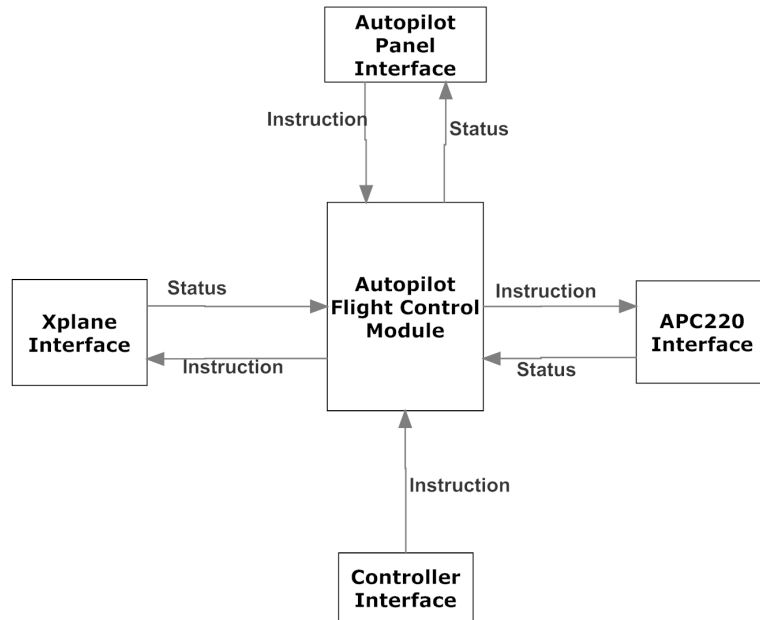 Autopilot
Panel
Interface
Instruction
Status
Status
Autopilot
Flight Control
Module
Instruction
Xplane
Interface
APC220
Interface
Instruction
Status
Instruction
Controller
Interface